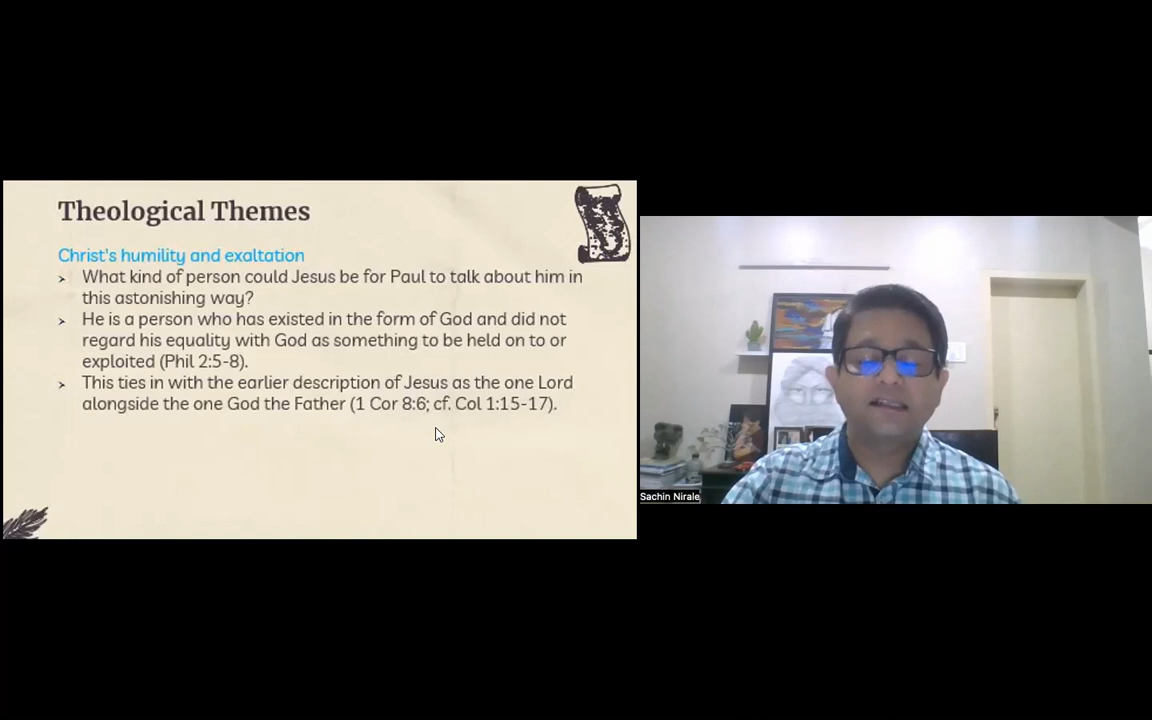 Theological Themes
Christ's humility and exaltation
➢ What kind of person could Jesus be for Paul to talk about him in
this astonishing way?
➢ He is a person who has existed in the form of God and did not
regard his equality with God as something to be held on to or
exploited (Phil 2:5-8).
➢ This ties in with the earlier description of Jesus as the one Lord
alongside the one God the Father (1 Cor 8:6; cf. Col 1:15-17).
Sachin Nirale